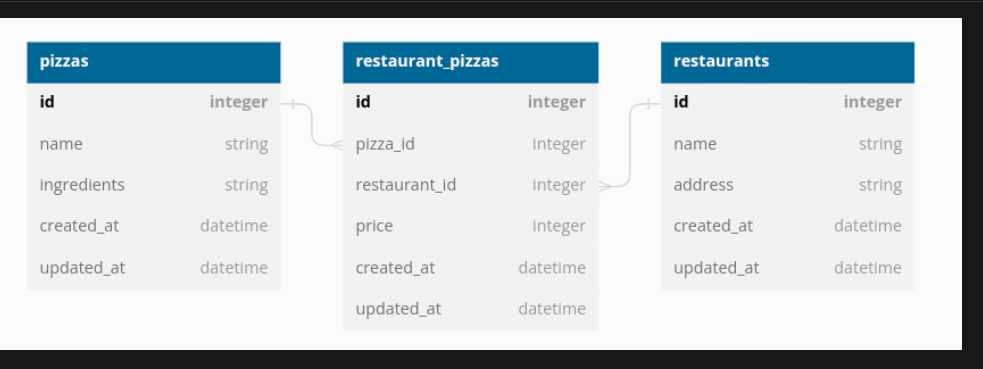 pizzas
id integer
name string
ingredients string
created_at datetime
updated_at datetime
restaurant_pizzas
id integer
pizza_id integer
restaurant_id integer
price integer
created_at datetime
updated_at datetime
restaurants
id integer
name string
address string
created_at datetime
updated_at datetime